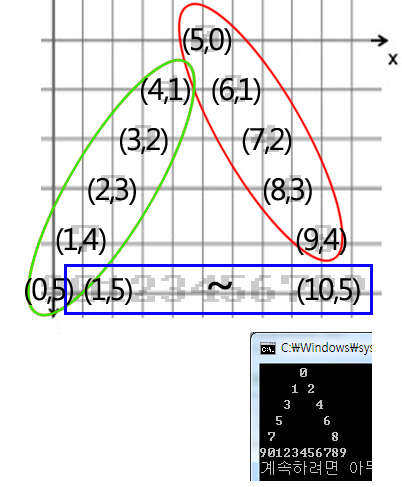 (5,0)
x
(4,1) (6,1)
(3,2) (7,2)
(2,3) (8,3)
(1,4) (9,4)
(0,5) (1,5) ~ (10,5)
C:₩Windows₩sys
0
1 2
3 4
5 6
7 8
90123456789
계속하려면 아무